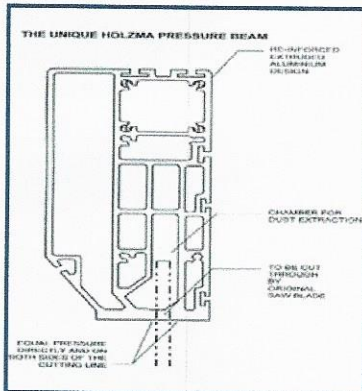 THE UNIQUE HOLZMA PRESSURE BEAM
RE-INFORCED
EXTRUDED
ALUMINIUM
DESIGN
CHAMBER FOR
DUST EXTRACTION
TO BE CUT
THROUGH
BY
ORIGINAL
SAW BLADE
EQUAL PRESSURE
DIRECTLY AND ON
BOTH SIDES OF THE
CUTTING LINE